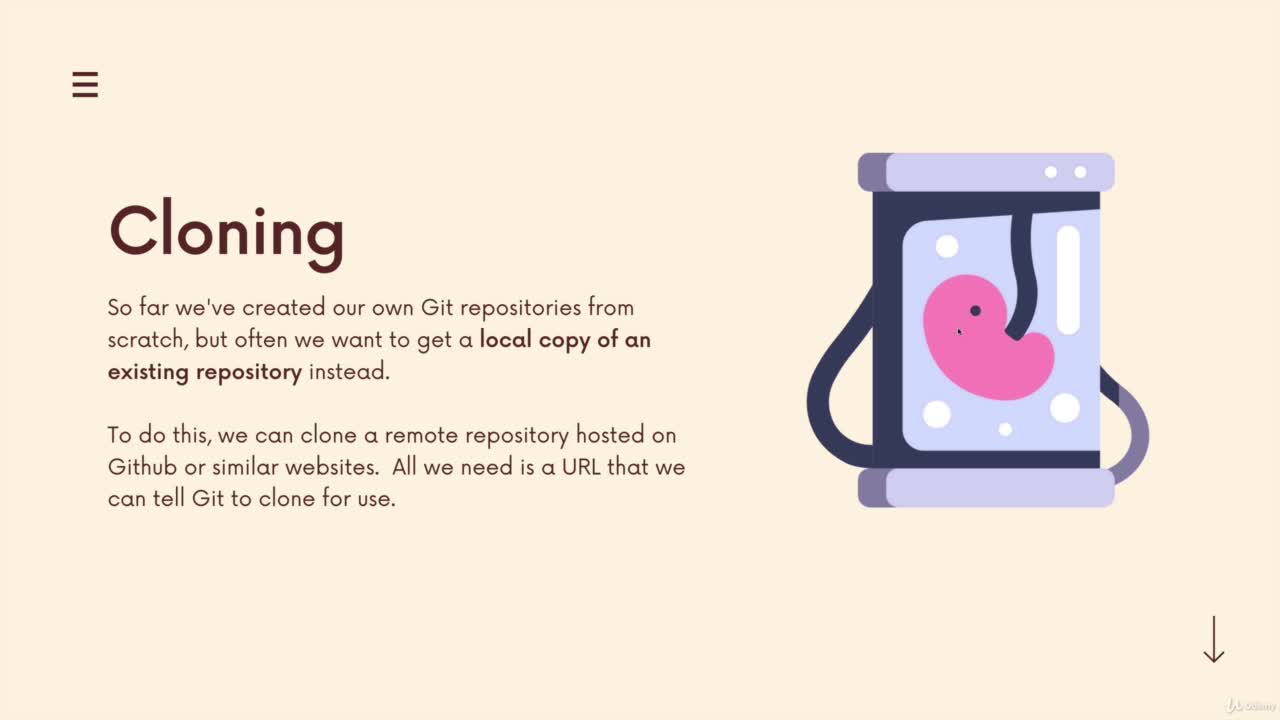 Cloning
So far we've created our own Git repositories from
scratch, but often we want to get a local copy of an
existing repository instead.
To do this, we can clone a remote repository hosted on
Github or similar websites.  All we need is a URL that we
can tell Git to clone for use.
Udemy